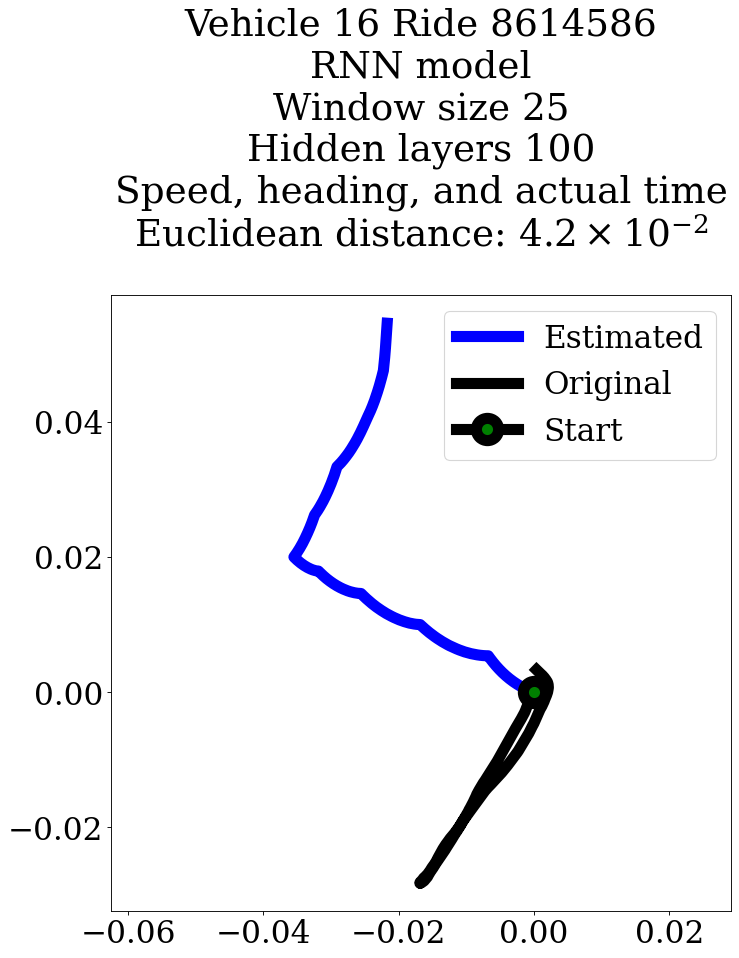 Vehicle 16 Ride 8614586
RNN model
Window size 25
Hidden layers 100
Speed, heading, and actual time
Euclidean distance: 4.2 × 10⁻²
Estimated
Original
Start
0.04
0.02
0.00
−0.02
−0.06 −0.04 −0.02 0.00 0.02